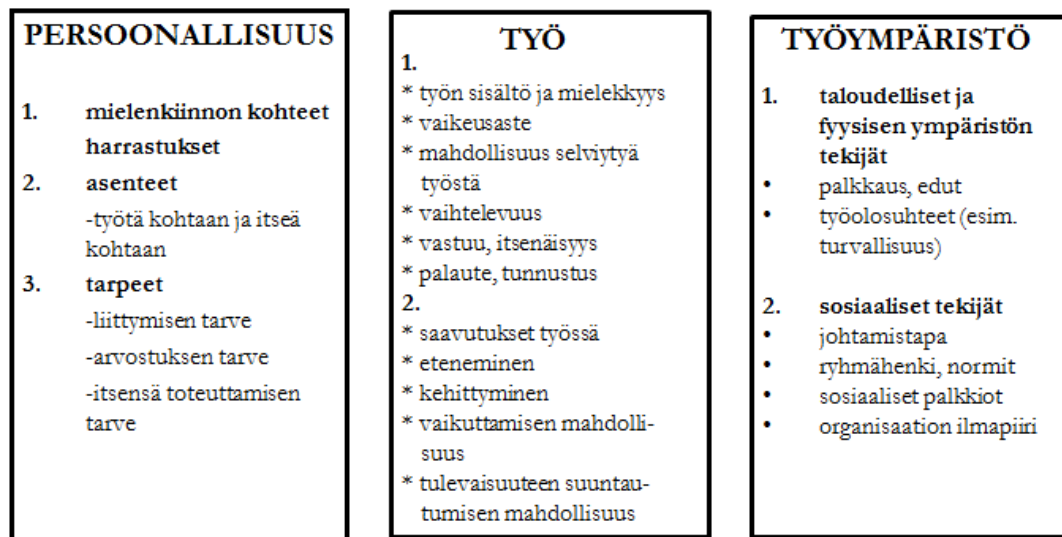 PERSOONALLISUUS
1. mielenkiinnon kohteet
harrastukset
2. asenteet
-työtä kohtaan ja itseä
kohtaan
3. tarpeet
-liittymisen tarve
-arvostuksen tarve
-itsensä toteuttamisen
tarve
TYÖ
1.
* työn sisältö ja mielekkyys
* vaikeusaste
* mahdollisuus selviytyä
työstä
* vaihtelevuus
* vastuu, itsenäisyys
* palaute, tunnustus
2.
* saavutukset työssä
* eteneminen
* kehittyminen
* vaikuttamisen mahdolli-
suus
* tulevaisuuteen suuntau-
tumisen mahdollisuus
TYÖYMPÄRISTÖ
1. taloudelliset ja
fyysisen ympäristön
tekijät
• palkkaus, edut
• työolosuhteet (esim.
turvallisuus)
2. sosiaaliset tekijät
• johtamistapa
• ryhmähenki, normit
• sosiaaliset palkkiot
• organisaation ilmapiiri